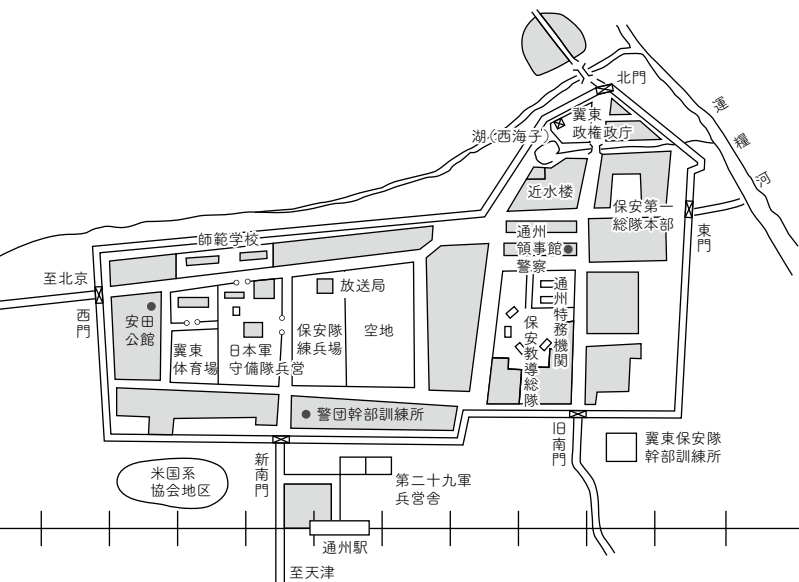 北門
運
糧
河
冀東
政権政庁
湖(西海子)
近水楼
保安第一
総隊本部
東門
師範学校
通州
領事館
警察
至北京
西門
放送局
安田
公館
通州特務機関
保安教導総隊
保安隊
練兵場
空地
冀東
体育場
日本軍
守備隊兵営
警団幹部訓練所
旧南門
冀東保安隊
幹部訓練所
新南門
米国系
協会地区
第二十九軍
兵営舎
通州駅
至天津